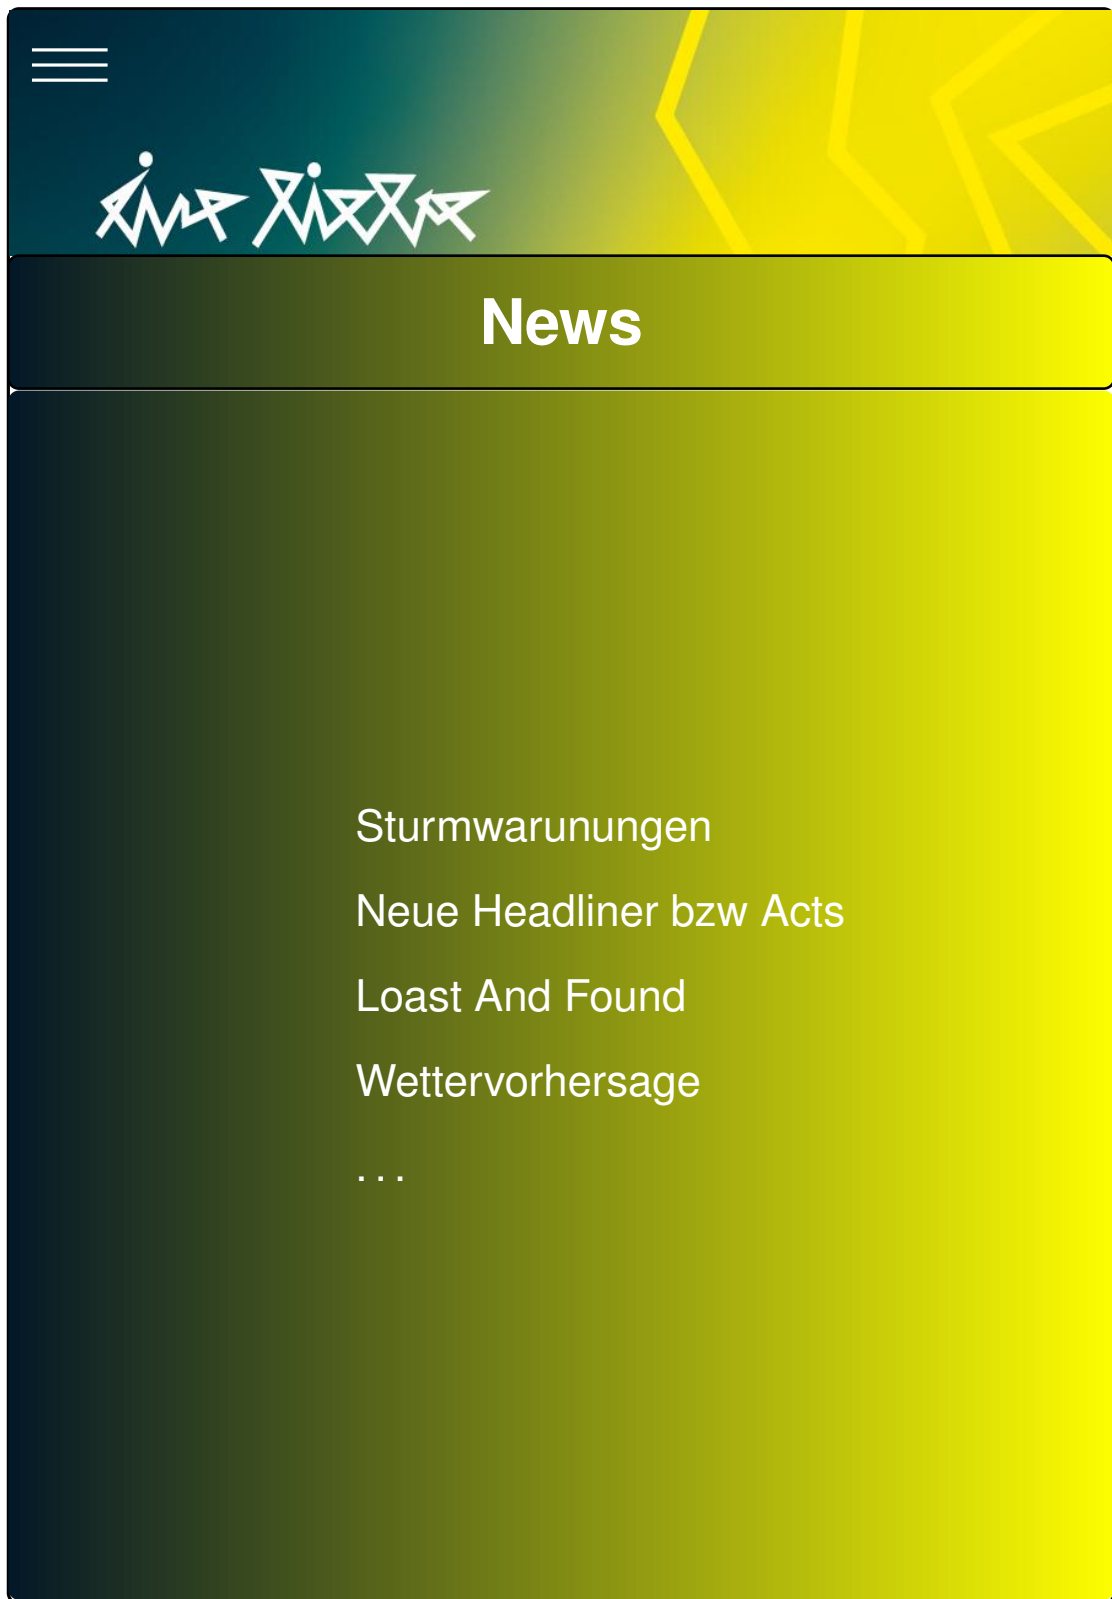 News
Sturmwarunungen
Neue Headliner bzw Acts
Loast And Found
Wettervorhersage
...